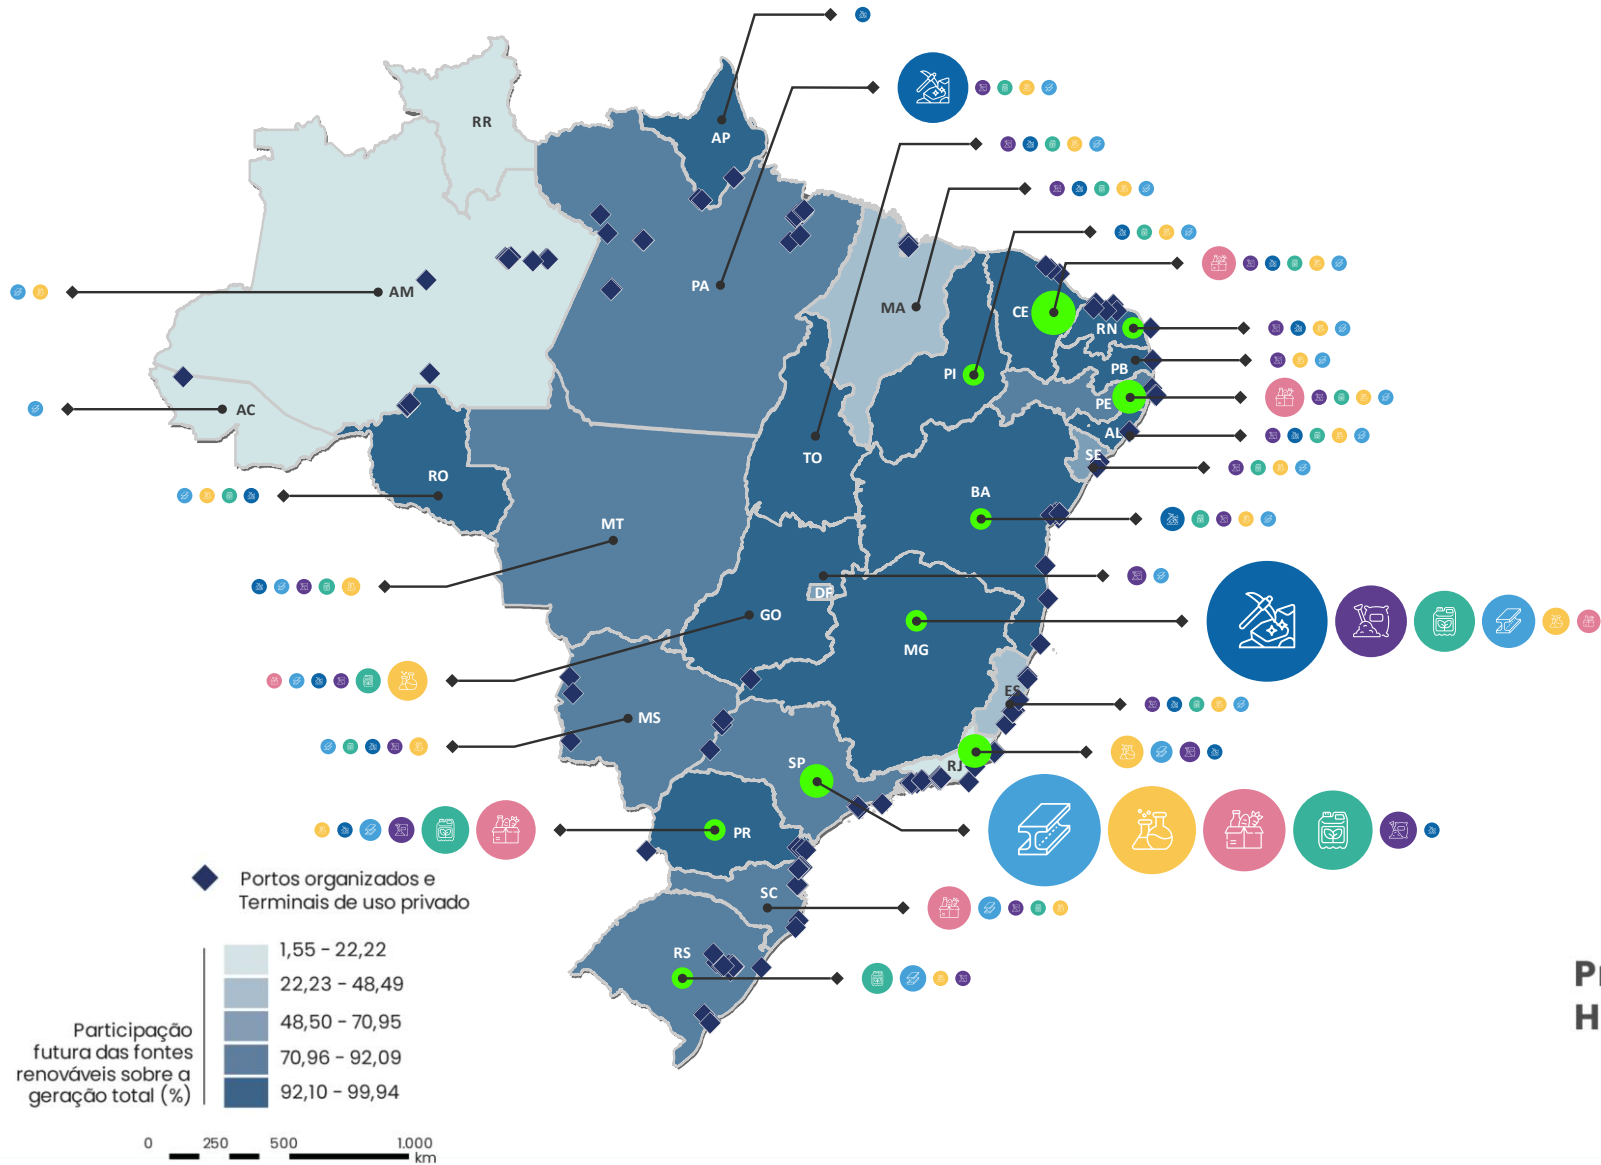 RR
AP
AM
PA
MA
CE
RN
PI
PB
PE
AL
SE
AC
RO
TO
BA
MT
DF
GO
MG
ES
MS
SP
RJ
PR
SC
RS
Portos organizados e
Terminais de uso privado
1,55 - 22,22
22,23 - 48,49
48,50 - 70,95
70,96 - 92,09
92,10 - 99,94
Participação
futura das fontes
renováveis sobre a
geração total (%)
0 250 500 1.000
km
H